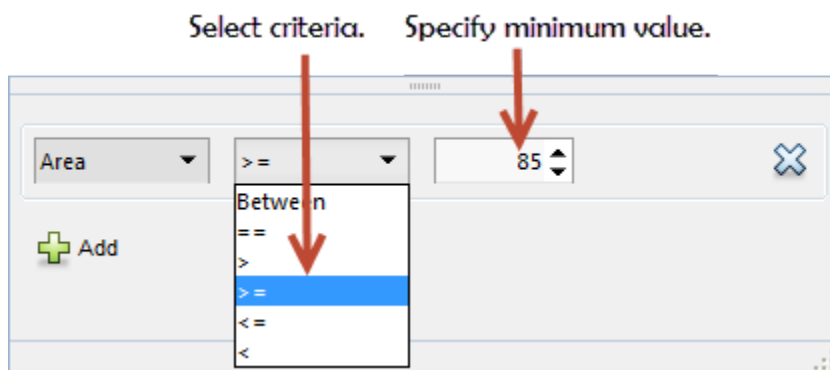 Select criteria. Specify minimum value.
Area >= 85
Between
==
Add
>
>=
<=
<